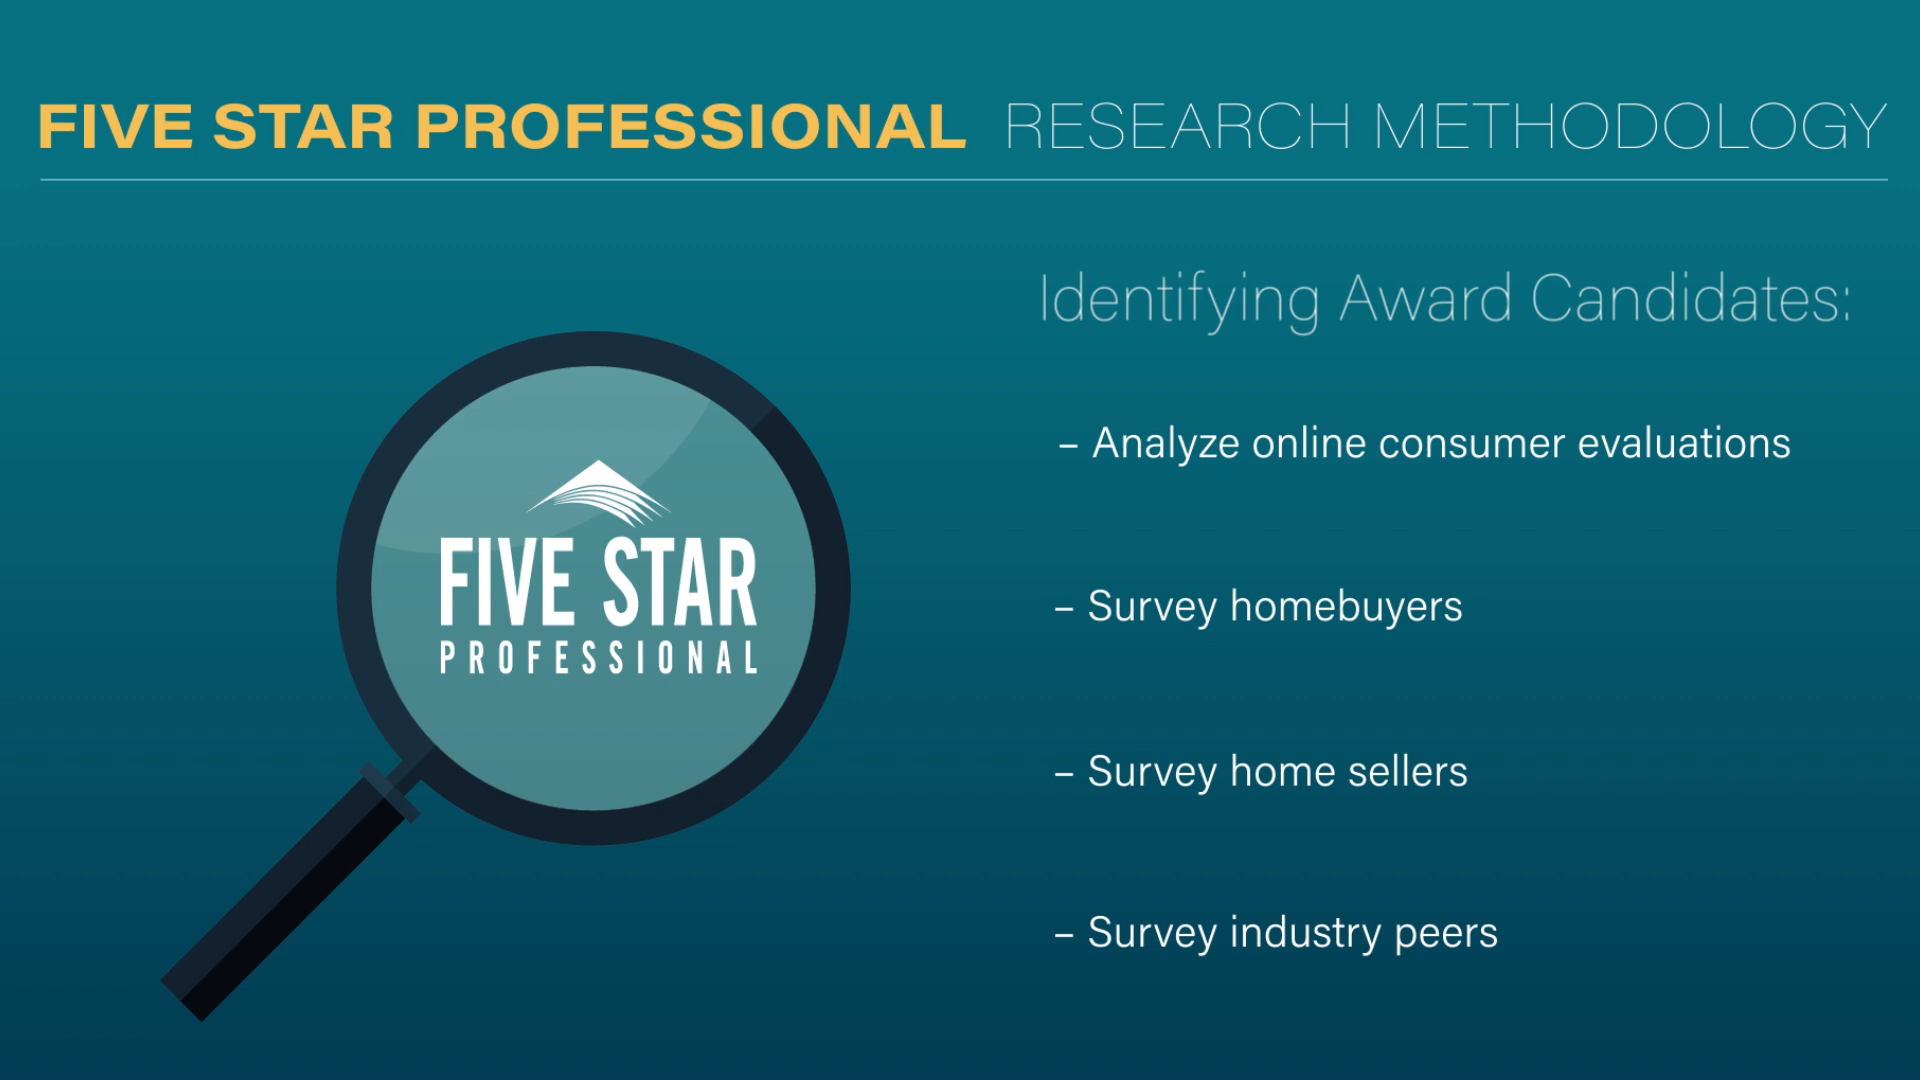 FIVE STAR PROFESSIONAL RESEARCH METHODOLOGY
Identifying Award Candidates:
– Analyze online consumer evaluations
– Survey homebuyers
– Survey home sellers
– Survey industry peers
FIVE STAR
PROFESSIONAL